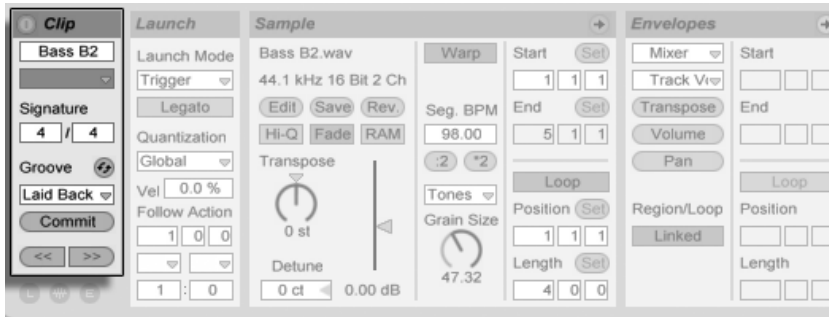 Clip
Bass B2
Signature
4 / 4
Groove
Laid Back
Commit
<< >>
L E
Launch
Launch Mode
Trigger
Legato
Quantization
Global
Vel 0.0 %
Follow Action
1 0 0
1 : 0
Sample
Bass B2.wav
44.1 kHz 16 Bit 2 Ch
Edit Save Rev.
Hi-Q Fade RAM
Transpose
0 st
Detune
0 ct 0.00 dB
Warp
Seg. BPM
98.00
:2 *2
Tones
Grain Size
47.32
Start Set
1 1 1
End Set
5 1 1
Loop
Position Set
1 1 1
Length Set
4 0 0
Envelopes
Mixer
Track
Transpose
Volume
Pan
Region/Loop
Linked
Start
End
Loop
Position
Length